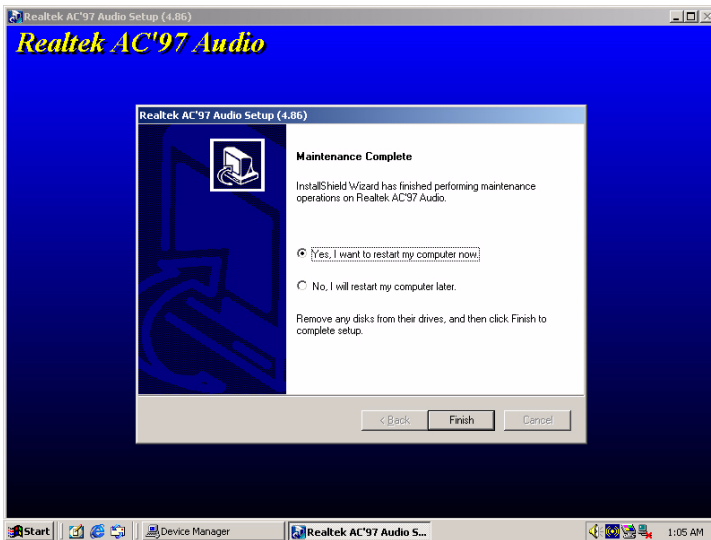 Realtek AC'97 Audio Setup (4.86)
Realtek AC'97 Audio
Realtek AC'97 Audio Setup (4.86)
Maintenance Complete
InstallShield Wizard has finished performing maintenance
operations on Realtek AC'97 Audio.
Yes, I want to restart my computer now.
No, I will restart my computer later.
Remove any disks from their drives, and then click Finish to
complete setup.
< Back
Finish
Cancel
Start
Device Manager
Realtek AC'97 Audio S...
1:05 AM